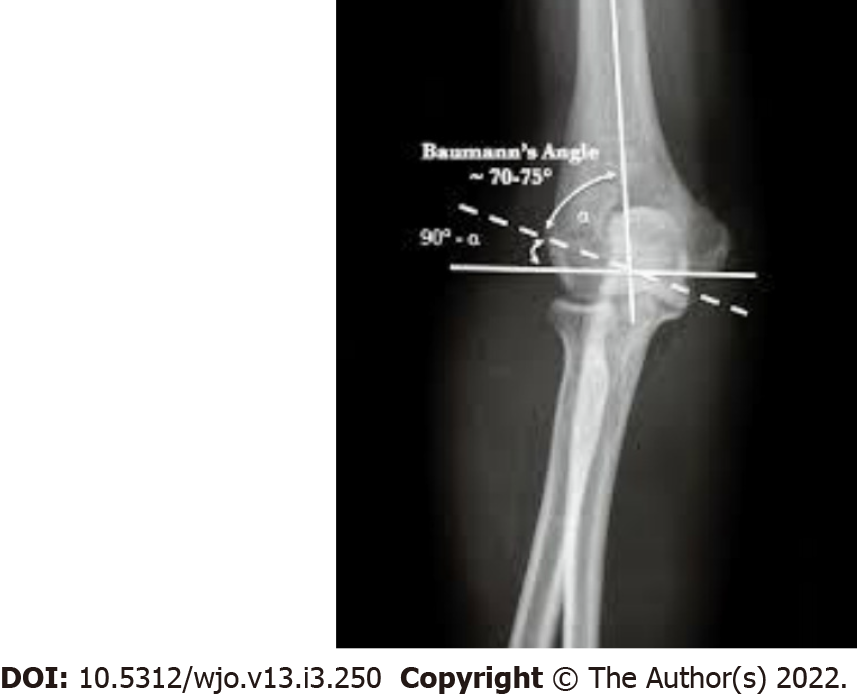 Baumann's Angle
~ 70-75°
α
90° - α
DOI: 10.5312/wjo.v13.i3.250 Copyright © The Author(s) 2022.